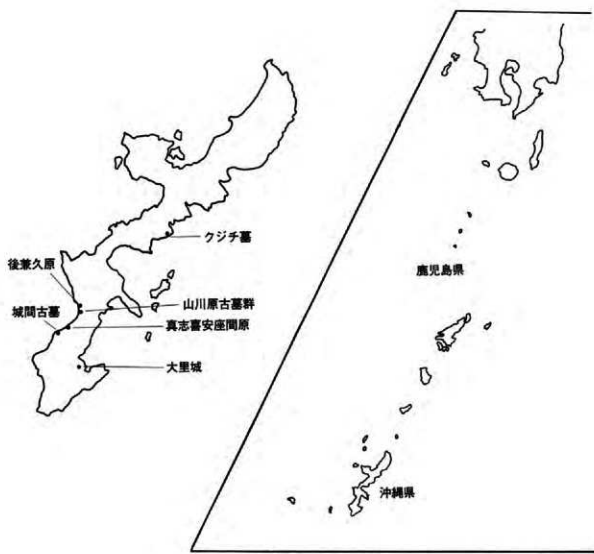 クジチ墓
後兼久原
城間古墓
山川原古墓群
真志喜安座間原
大里城
鹿児島県
沖縄県